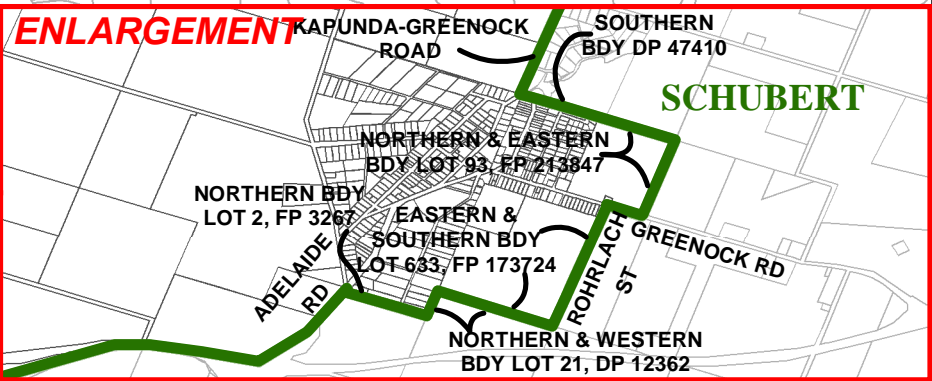 ENLARGEMENT
KAPUNDA-GREENOCK
ROAD
SOUTHERN
BDY DP 47410
SCHUBERT
NORTHERN & EASTERN
BDY LOT 93, FP 213847
NORTHERN BDY
LOT 2, FP 3267
EASTERN &
SOUTHERN BDY
LOT 633, FP 173724
ADELAIDE
RD
ROHRLACH
ST
GREENOCK RD
NORTHERN & WESTERN
BDY LOT 21, DP 12362